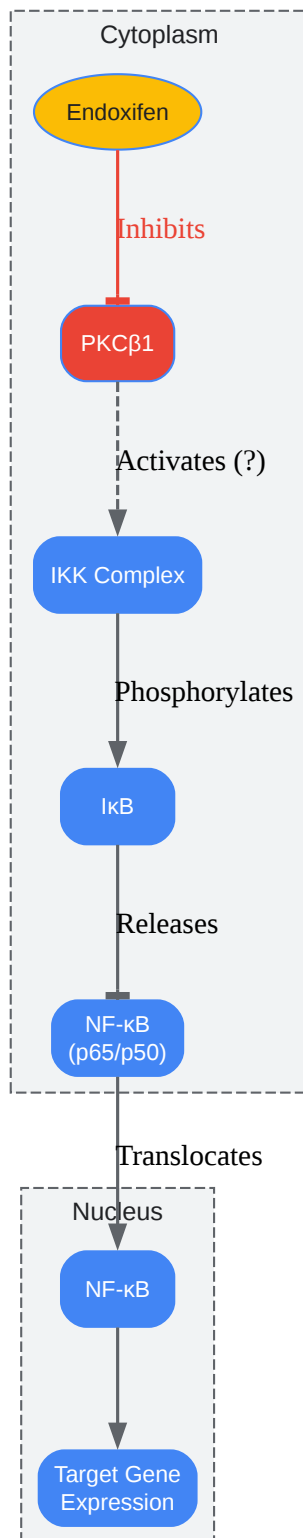 Cytoplasm
Endoxifen
Inhibits
PKCβ1
Activates (?)
IKK Complex
Phosphorylates
IκB
Releases
NF-κB
(p65/p50)
Translocates
Nucleus
NF-κB
Target Gene
Expression